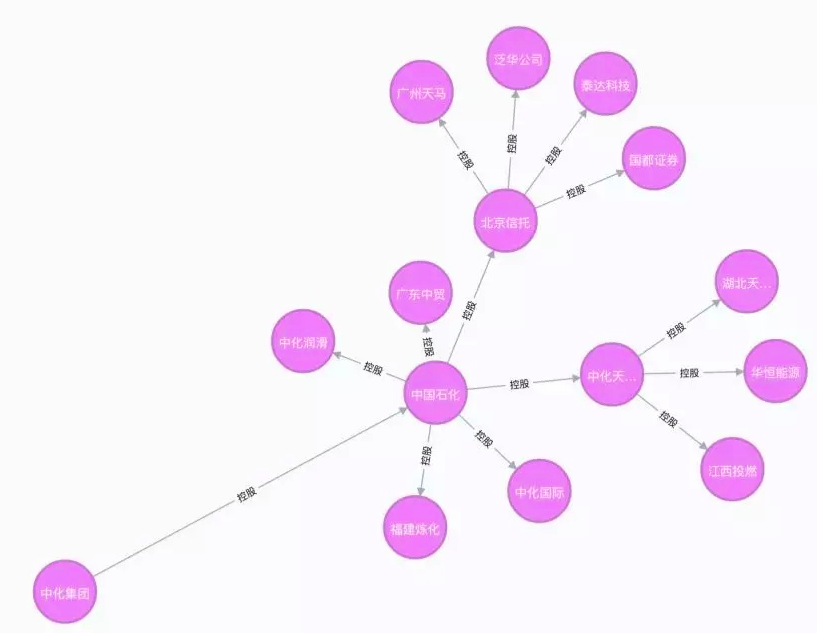 泛华公司
泰达科技
广州天马
控股
控股
控股
国都证券
控股
北京信托
湖北天...
广东中贸
控股
控股
中化润滑
控股
控股
控股
中化天...
控股
华恒能源
中国石化
控股
控股
控股
控股
江西投燃
中化国际
控股
福建炼化
中化集团